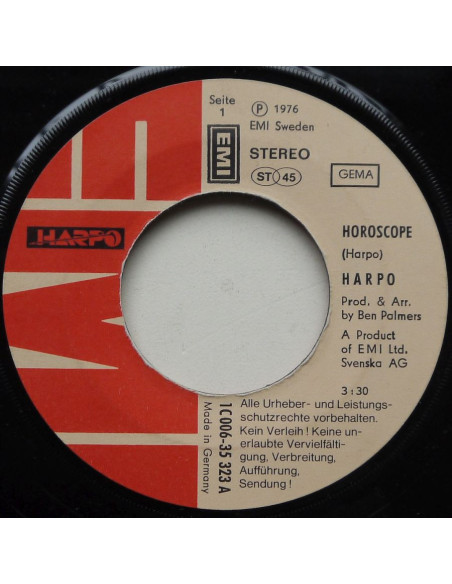 Seite
1
Ⓟ 1976
EMI Sweden
EMI
STEREO
ST 45
GEMA
HARPO
HOROSCOPE
(Harpo)
HARPO
Prod. & Arr.
by Ben Palmers
A Product
of EMI Ltd.
Svenska AG
3:30
Alle Urheber- und Leistungs-
schutzrechte vorbehalten.
Kein Verleih! Keine un-
erlaubte Vervielfälti-
gung, Verbreitung,
Aufführung,
Sendung!
1C006-35 323 A
Made in Germany
EMI